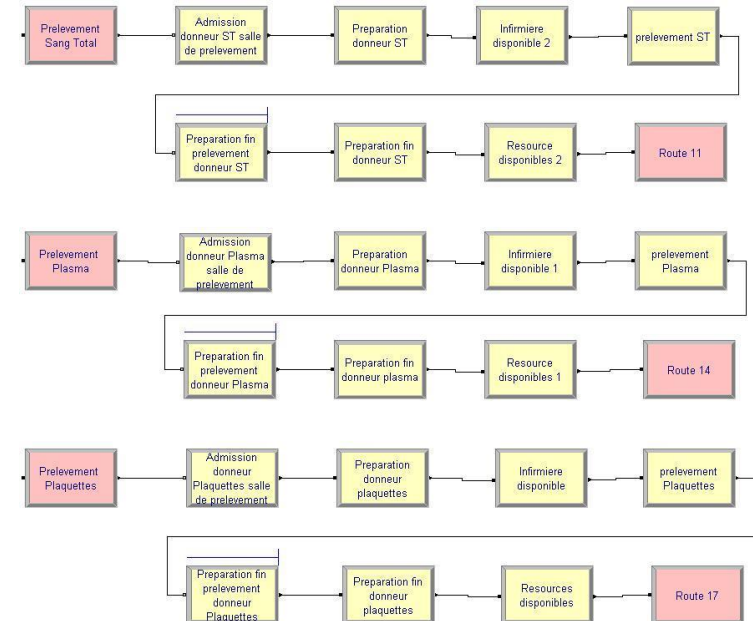 Prelevement
Sang Total
Admission
donneur ST salle
de prelevement
Preparation
donneur ST
Infirmiere
disponible 2
prelevement ST
Preparation fin
prelevement
donneur ST
Preparation fin
donneur ST
Resource
disponibles 2
Route 11
Prelevement
Plasma
Admission
donneur Plasma
salle de
prelevement
Preparation
donneur Plasma
Infirmiere
disponible 1
prelevement
Plasma
Preparation fin
prelevement
donneur Plasma
Preparation fin
donneur plasma
Resource
disponibles 1
Route 14
Prelevement
Plaquettes
Admission
donneur
Plaquettes salle
de prelevement
Preparation
donneur
plaquettes
Infirmiere
disponible
prelevement
Plaquettes
Preparation fin
prelevement
donneur
Plaquettes
Preparation fin
donneur
plaquettes
Resources
disponibles
Route 17